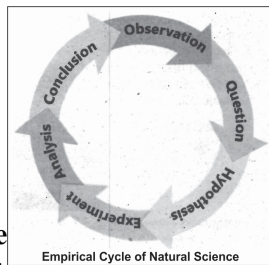 Observation
Question
Hypothesis
Experiment
Analysis
Conclusion
e
Empirical Cycle of Natural Science